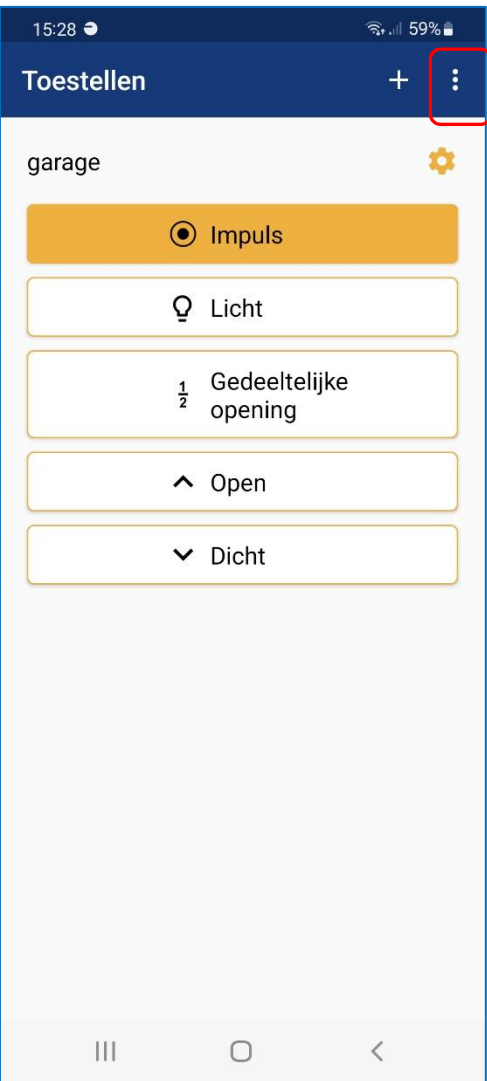 15:28 59%
Toestellen
garage
Impuls
Licht
1/2 Gedeeltelijke
opening
Open
Dicht